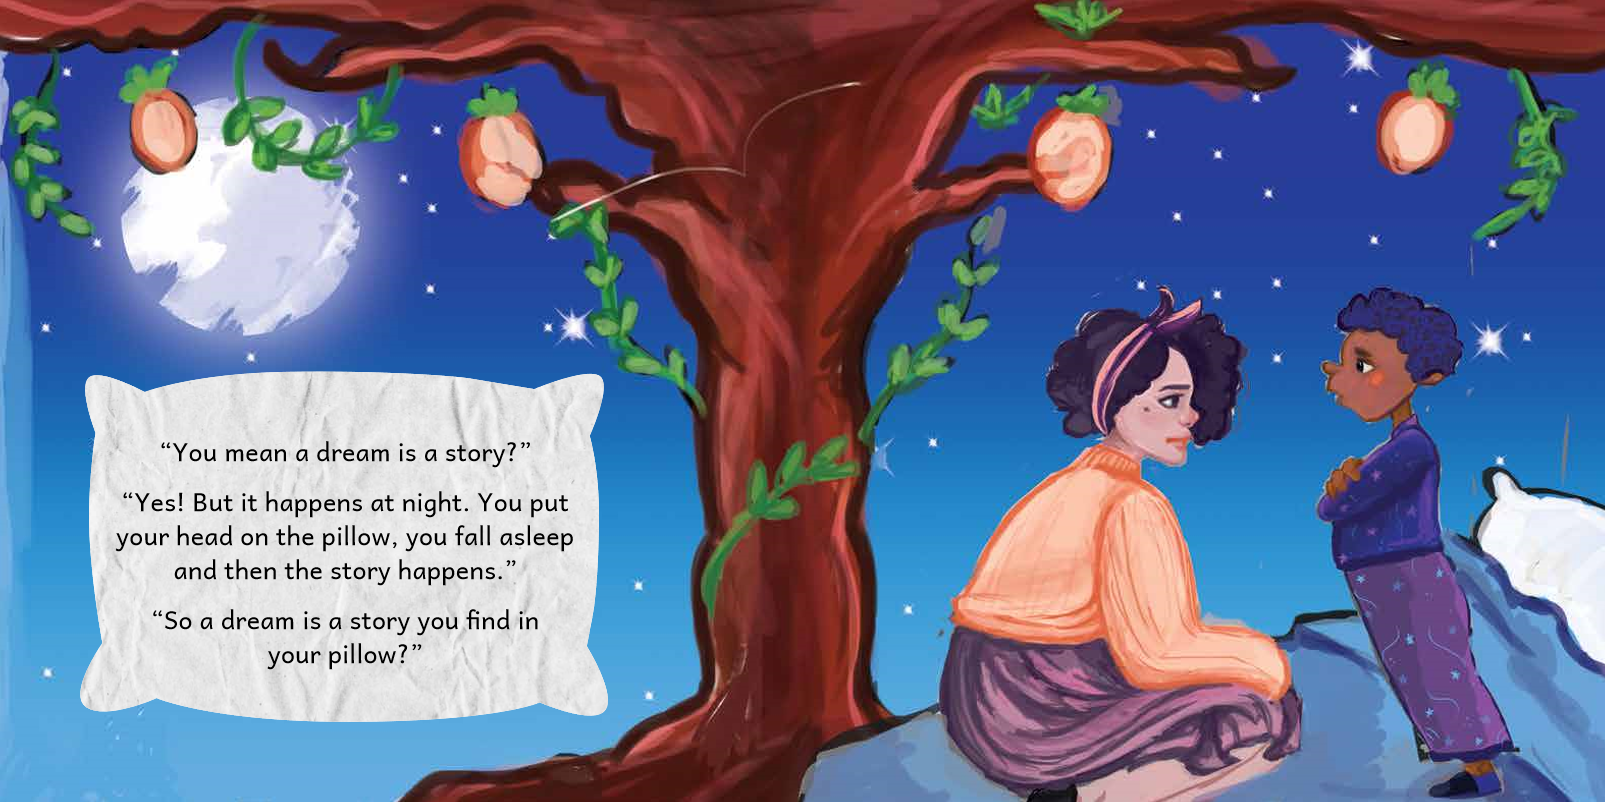 “You mean a dream is a story?”
“Yes! But it happens at night. You put
your head on the pillow, you fall asleep
and then the story happens.”
“So a dream is a story you find in
your pillow?”